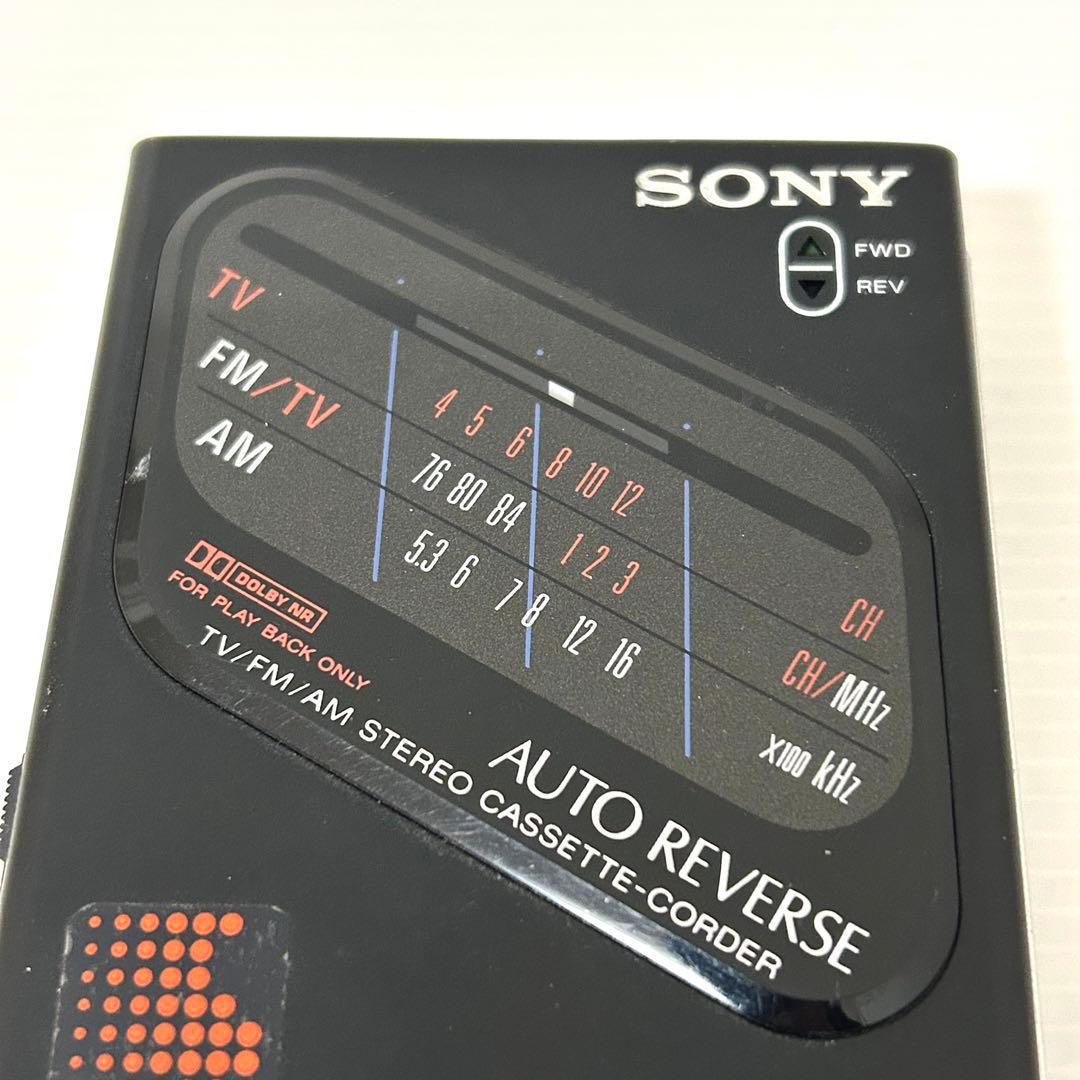 SONY
FWD
REV
TV 4 5 6 8 10 12 CH
FM/TV 76 80 84 1 2 3 CH/MHz
AM 5.3 6 7 8 12 16 x100 kHz
DOLBY NR
FOR PLAY BACK ONLY
TV/FM/AM STEREO CASSETTE-CORDER
AUTO REVERSE